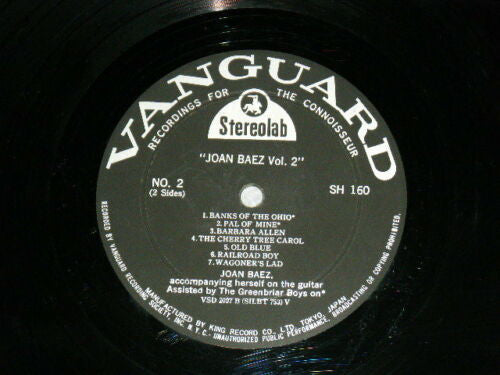 VANGUARD
RECORDINGS FOR THE CONNOISSEUR
Stereolab
"JOAN BAEZ Vol. 2"
NO. 2
(2 Sides)
SH 160
1. BANKS OF THE OHIO*
2. PAL OF MINE*
3. BARBARA ALLEN
4. THE CHERRY TREE CAROL
5. OLD BLUE
6. RAILROAD BOY
7. WAGONER'S LAD
JOAN BAEZ,
accompanying herself on the guitar
Assisted by The Greenbriar Boys on*
VSD 2097 B (SILBT 753) V
RECORDED BY VANGUARD RECORDING SOCIETY, INC. N.Y.C.
MANUFACTURED BY KING RECORD CO., LTD. TOKYO, JAPAN
UNAUTHORIZED PUBLIC PERFORMANCE, BROADCASTING OR COPYING PROHIBITED.